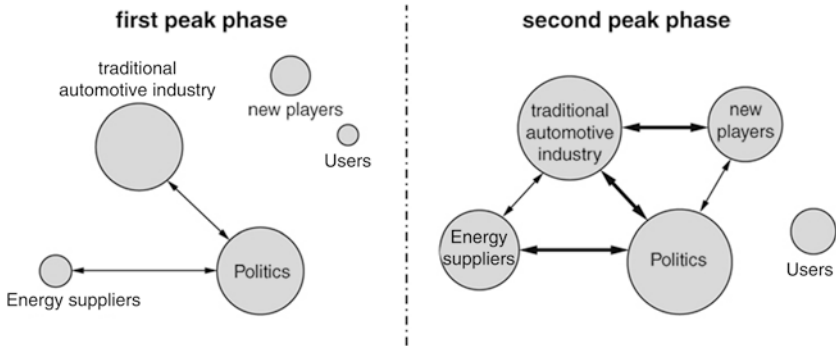 first peak phase
traditional
automotive industry
new players
Users
Politics
Energy suppliers
second peak phase
traditional
automotive
industry
new
players
Energy
suppliers
Politics
Users